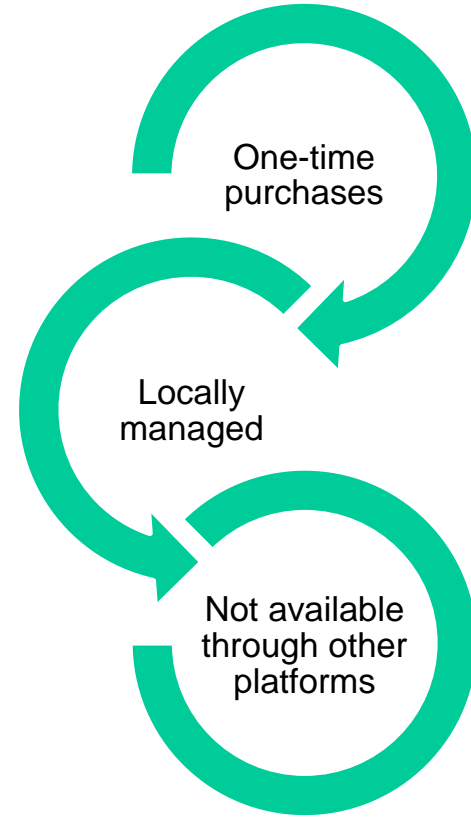 One-time
purchases
Locally
managed
Not available
through other
platforms